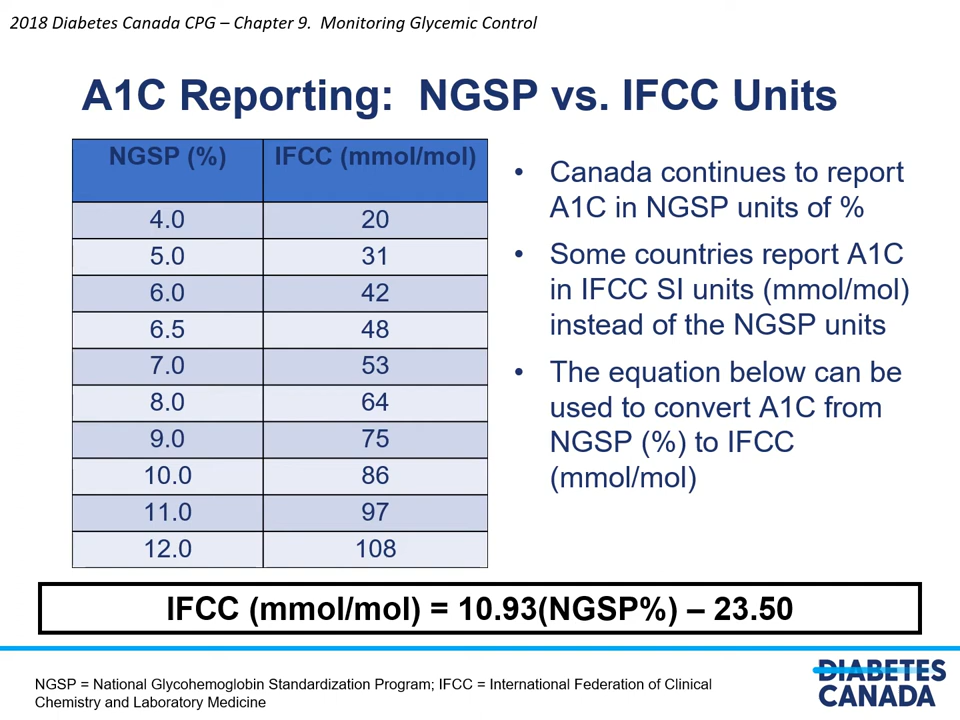 2018 Diabetes Canada CPG – Chapter 9. Monitoring Glycemic Control
A1C Reporting: NGSP vs. IFCC Units
NGSP (%) IFCC (mmol/mol)
4.0 20
5.0 31
6.0 42
6.5 48
7.0 53
8.0 64
9.0 75
10.0 86
11.0 97
12.0 108
• Canada continues to report
A1C in NGSP units of %
• Some countries report A1C
in IFCC SI units (mmol/mol)
instead of the NGSP units
• The equation below can be
used to convert A1C from
NGSP (%) to IFCC
(mmol/mol)
IFCC (mmol/mol) = 10.93(NGSP%) – 23.50
NGSP = National Glycohemoglobin Standardization Program; IFCC = International Federation of Clinical
Chemistry and Laboratory Medicine
DIABETES
CANADA